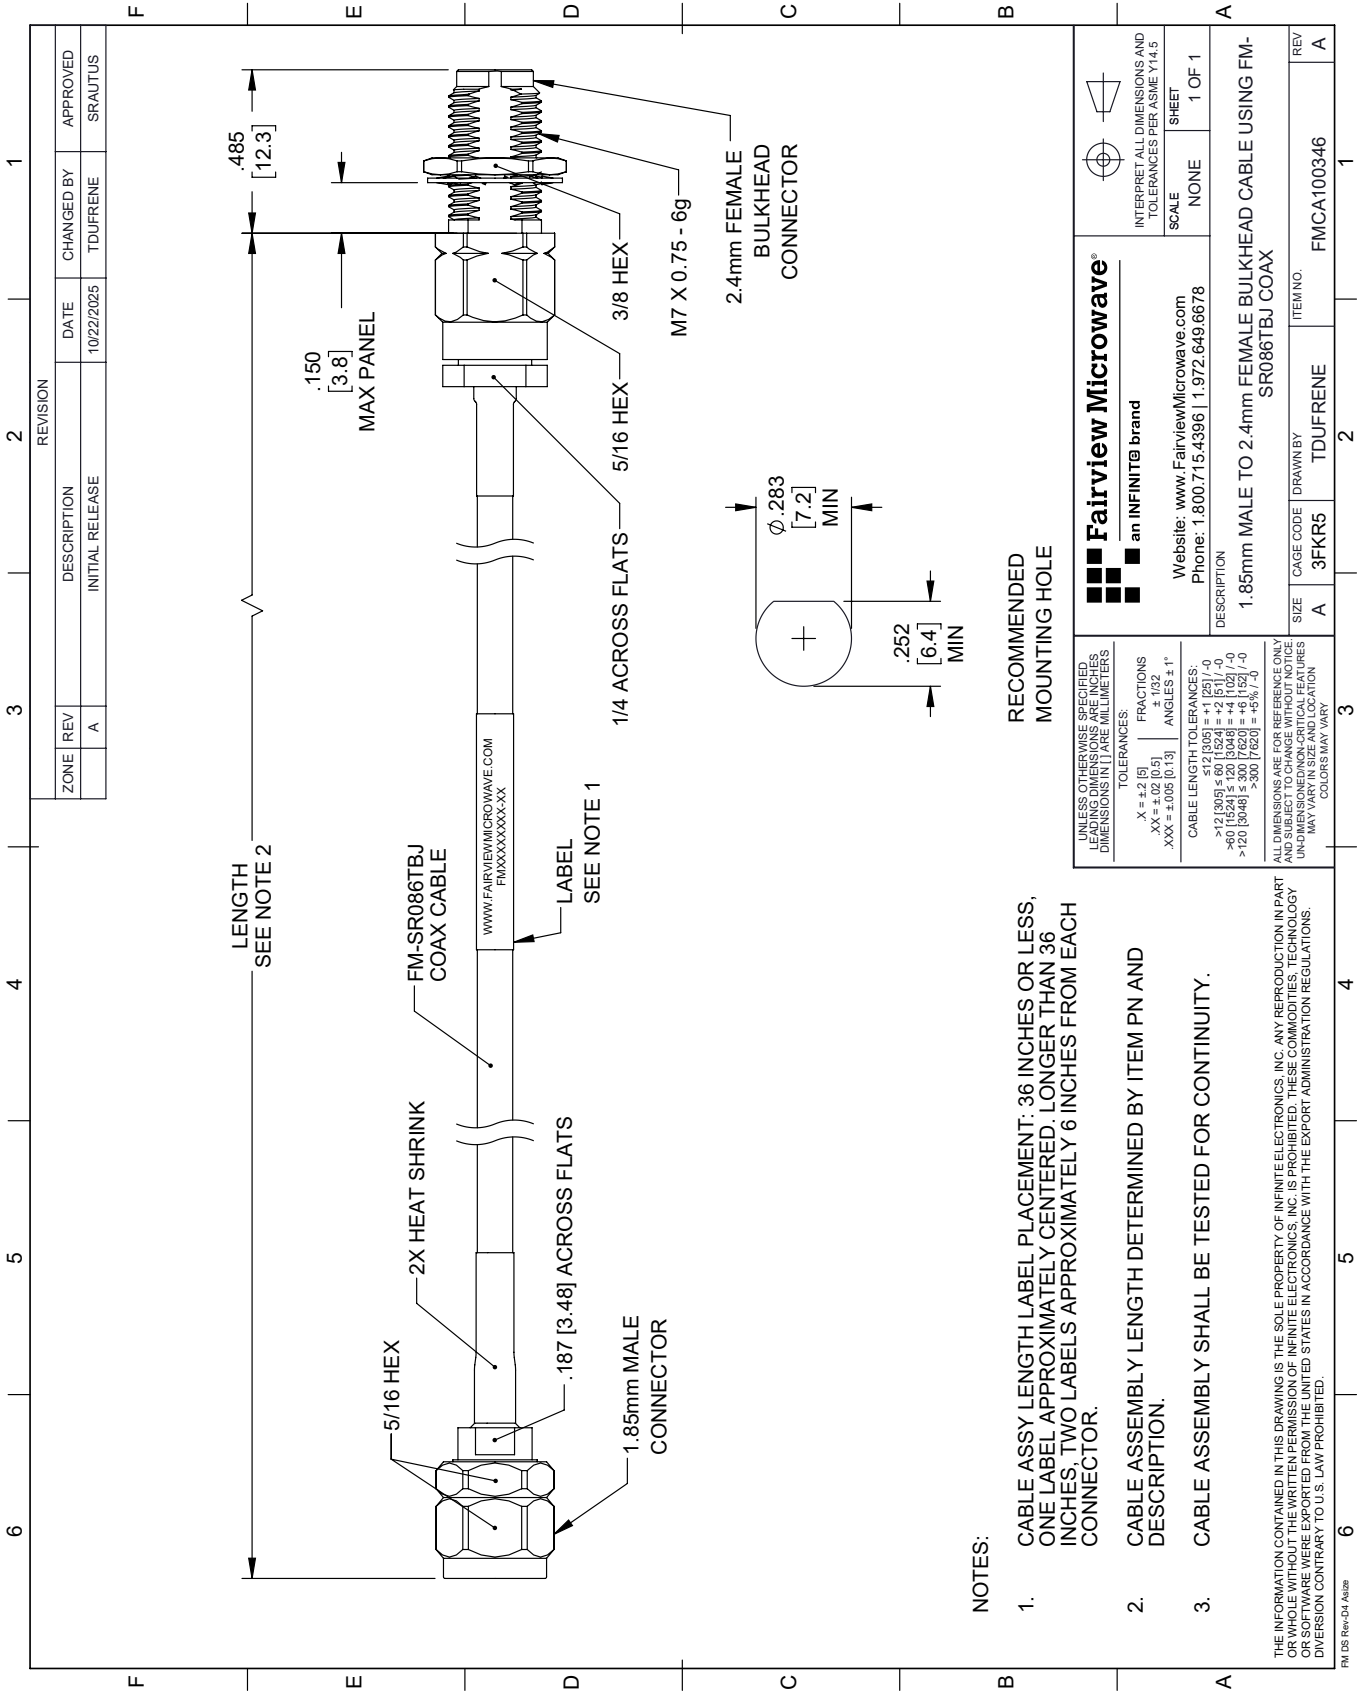 REVISION
ZONE REV DESCRIPTION DATE CHANGED BY APPROVED
A INITIAL RELEASE 10/22/2025 TDUFRENE SRAUTUS
6 5 4 3 2 1
F
E
D
C
B
A
F
E
D
C
B
A
LENGTH
SEE NOTE 2
.485
[12.3]
.150
[3.8]
MAX PANEL
5/16 HEX
2X HEAT SHRINK
FM-SR086TBJ
COAX CABLE
WWW.FAIRVIEWMICROWAVE.COM
FMXXXXXXXX-XX
.187 [3.48] ACROSS FLATS
1.85mm MALE
CONNECTOR
LABEL
SEE NOTE 1
1/4 ACROSS FLATS
5/16 HEX
3/8 HEX
M7 X 0.75 - 6g
2.4mm FEMALE
BULKHEAD
CONNECTOR
Ø.283
[7.2]
MIN
.252
[6.4]
MIN
RECOMMENDED
MOUNTING HOLE
NOTES:
1. CABLE ASSY LENGTH LABEL PLACEMENT: 36 INCHES OR LESS,
ONE LABEL APPROXIMATELY CENTERED. LONGER THAN 36
INCHES, TWO LABELS APPROXIMATELY 6 INCHES FROM EACH
CONNECTOR.
2. CABLE ASSEMBLY LENGTH DETERMINED BY ITEM PN AND
DESCRIPTION.
3. CABLE ASSEMBLY SHALL BE TESTED FOR CONTINUITY.
THE INFORMATION CONTAINED IN THIS DRAWING IS THE SOLE PROPERTY OF INFINITE ELECTRONICS, INC. ANY REPRODUCTION IN PART
OR WHOLE WITHOUT THE WRITTEN PERMISSION OF INFINITE ELECTRONICS, INC. IS PROHIBITED. THESE COMMODITIES, TECHNOLOGY
OR SOFTWARE WERE EXPORTED FROM THE UNITED STATES IN ACCORDANCE WITH THE EXPORT ADMINISTRATION REGULATIONS.
DIVERSION CONTRARY TO U.S. LAW PROHIBITED.
UNLESS OTHERWISE SPECIFIED
LEADING DIMENSIONS ARE INCHES
DIMENSIONS IN [ ] ARE MILLIMETERS
TOLERANCES:
.X = ±.2 [5] FRACTIONS
.XX = ±.02 [0.5] ± 1/32
.XXX = ±.005 [0.13] ANGLES ± 1°
CABLE LENGTH TOLERANCES:
≤12 [305] = +1 [25] / -0
>12 [305] ≤ 60 [1524] = +2 [51] / -0
>60 [1524] ≤ 120 [3048] = +4 [102] / -0
>120 [3048] ≤ 300 [7620] = +6 [152] / -0
>300 [7620] = +5% / -0
ALL DIMENSIONS ARE FOR REFERENCE ONLY
AND SUBJECT TO CHANGE WITHOUT NOTICE.
UN-DIMENSIONED/NON-CRITICAL FEATURES
MAY VARY IN SIZE AND LOCATION
COLORS MAY VARY
Fairview Microwave®
an INFINIT@ brand
Website: www.FairviewMicrowave.com
Phone: 1.800.715.4396 | 1.972.649.6678
INTERPRET ALL DIMENSIONS AND
TOLERANCES PER ASME Y14.5
SCALE NONE
SHEET 1 OF 1
DESCRIPTION
1.85mm MALE TO 2.4mm FEMALE BULKHEAD CABLE USING FM-
SR086TBJ COAX
SIZE CAGE CODE DRAWN BY ITEM NO. REV
A 3FKR5 TDUFRENE FMCA100346 A
6 5 4 3 2 1
FM DS Rev-D4 Asize